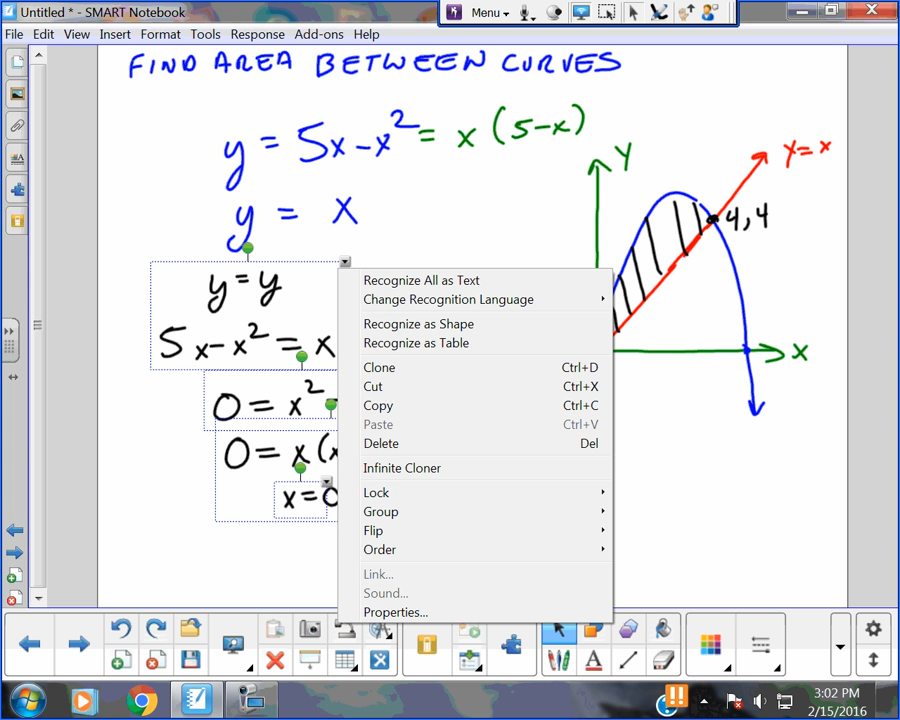 Untitled * - SMART Notebook
Menu
File Edit View Insert Format Tools Response Add-ons Help
FIND AREA BETWEEN CURVES
y = 5x-x² = x (5-x)
y = x
y = y
5x-x² = x
0 = x²
0 = x(x
x=0
Y
y=x
4,4
x
Recognize All as Text
Change Recognition Language
Recognize as Shape
Recognize as Table
Clone Ctrl+D
Cut Ctrl+X
Copy Ctrl+C
Paste Ctrl+V
Delete Del
Infinite Cloner
Lock
Group
Flip
Order
Link...
Sound...
Properties...
3:02 PM
2/15/2016